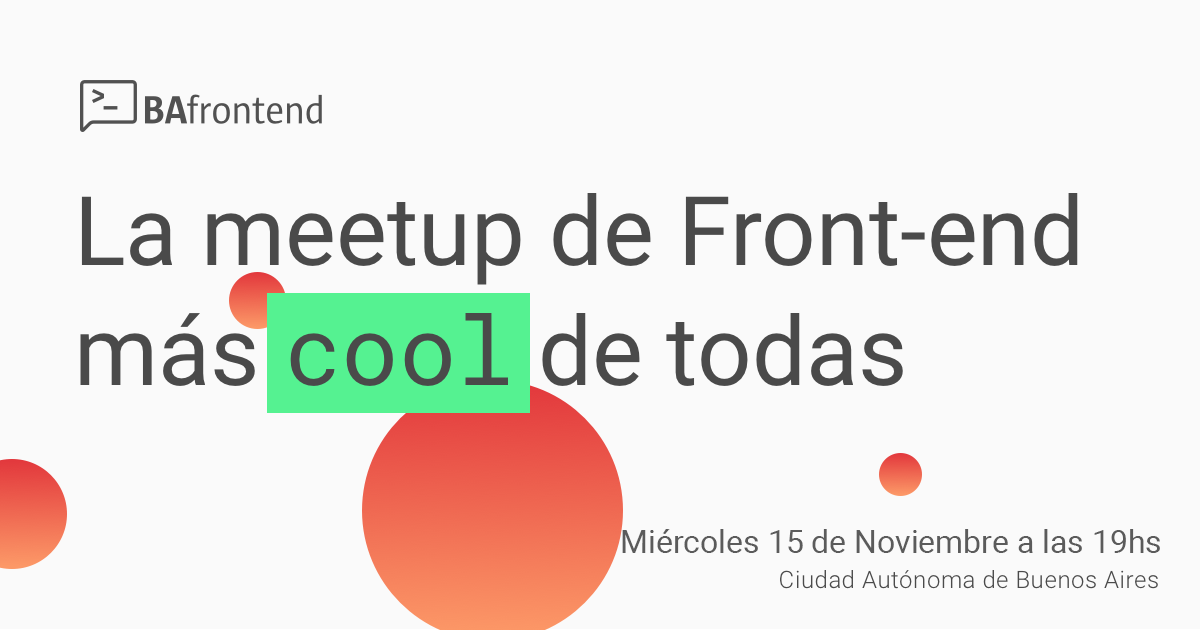 BAfrontend
La meetup de Front-end
más cool de todas
Miércoles 15 de Noviembre a las 19hs
Ciudad Autónoma de Buenos Aires